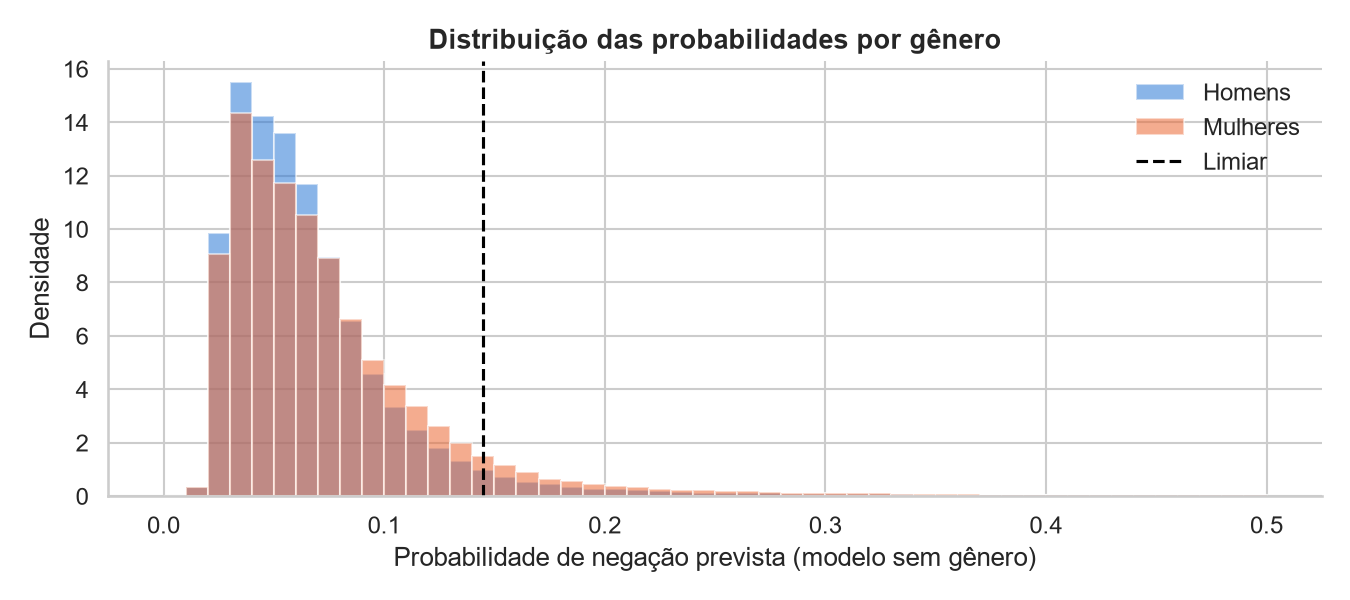 Distribuição das probabilidades por gênero
Densidade
16
14
12
10
8
6
4
2
0
Homens
Mulheres
Limiar
0.0 0.1 0.2 0.3 0.4 0.5
Probabilidade de negação prevista (modelo sem gênero)